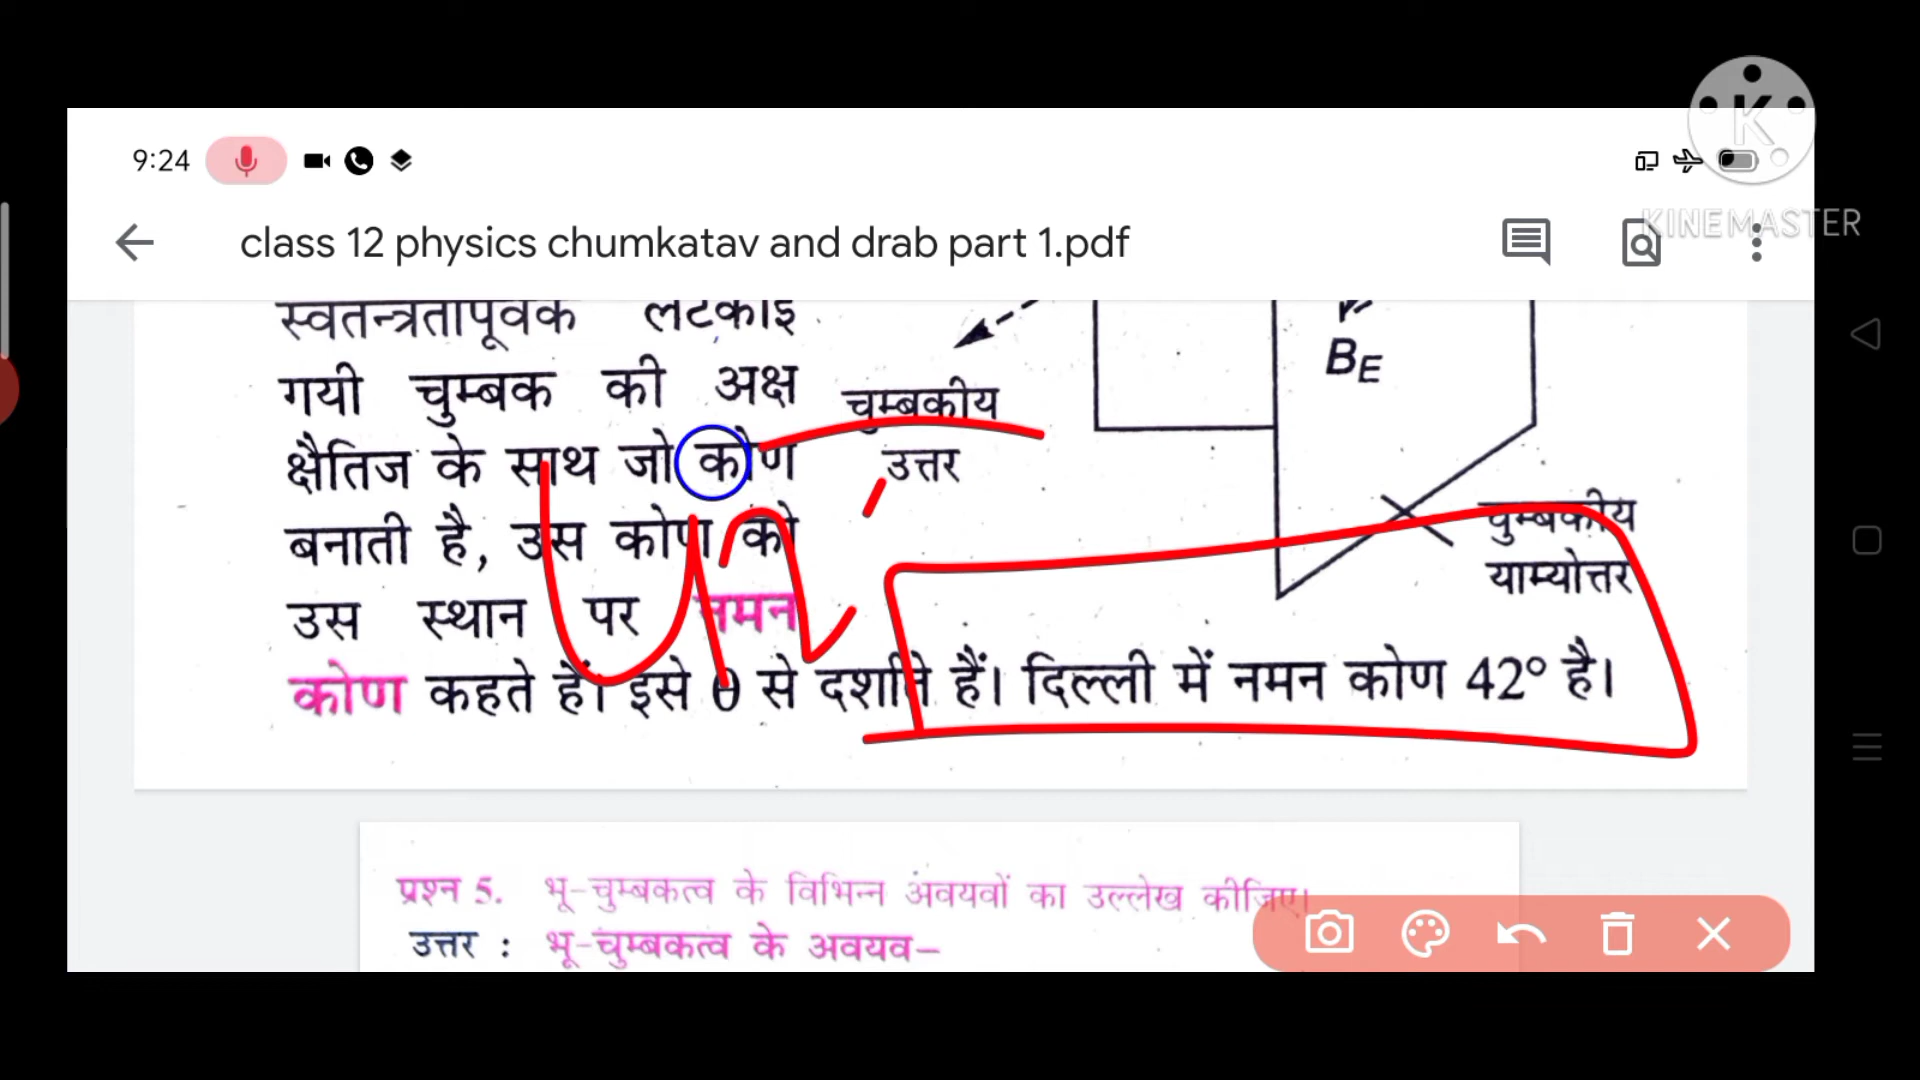 KINEMASTER
9:24
class 12 physics chumkatav and drab part 1.pdf
स्वतन्त्रतापूर्वक लटकाई
गयी चुम्बक की अक्ष
क्षैतिज के साथ जो कोण
बनाती है, उस कोण को
उस स्थान पर नमन
कोण कहते हैं। इसे θ से दर्शाते हैं। दिल्ली में नमन कोण 42° है।
चुम्बकीय
उत्तर
BE
चुम्बकीय
याम्योत्तर
प्रश्न 5. भू-चुम्बकत्व के विभिन्न अवयवों का उल्लेख कीजिए।
उत्तर : भू-चुम्बकत्व के अवयव–